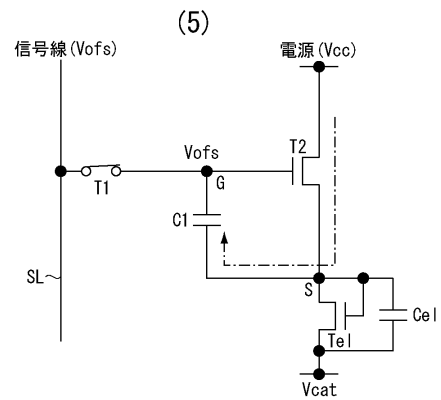 (5)
信号線(Vofs)
電源(Vcc)
Vofs
T2
T1
G
C1
SL
S
Cel
Tel
Vcat